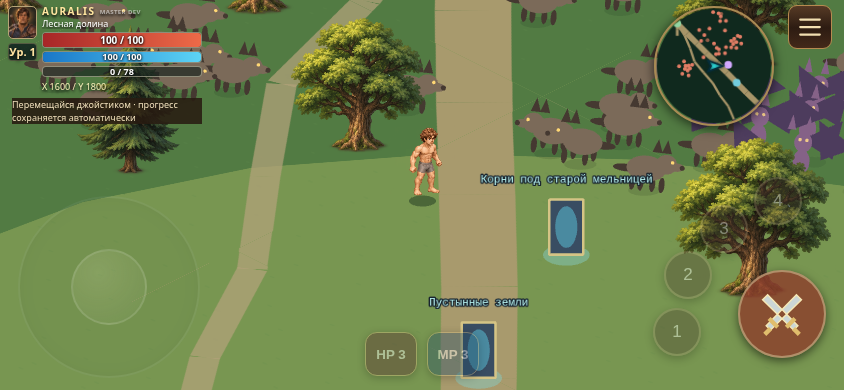 AURALIS MASTER DEV
Лесная долина
100 / 100
Ур. 1
100 / 100
0 / 78
X 1600 / Y 1800
Перемещайся джойстиком · прогресс
сохраняется автоматически
Корни под старой мельницей
4
3
2
Пустынные земли
1
HP 3
MP 3